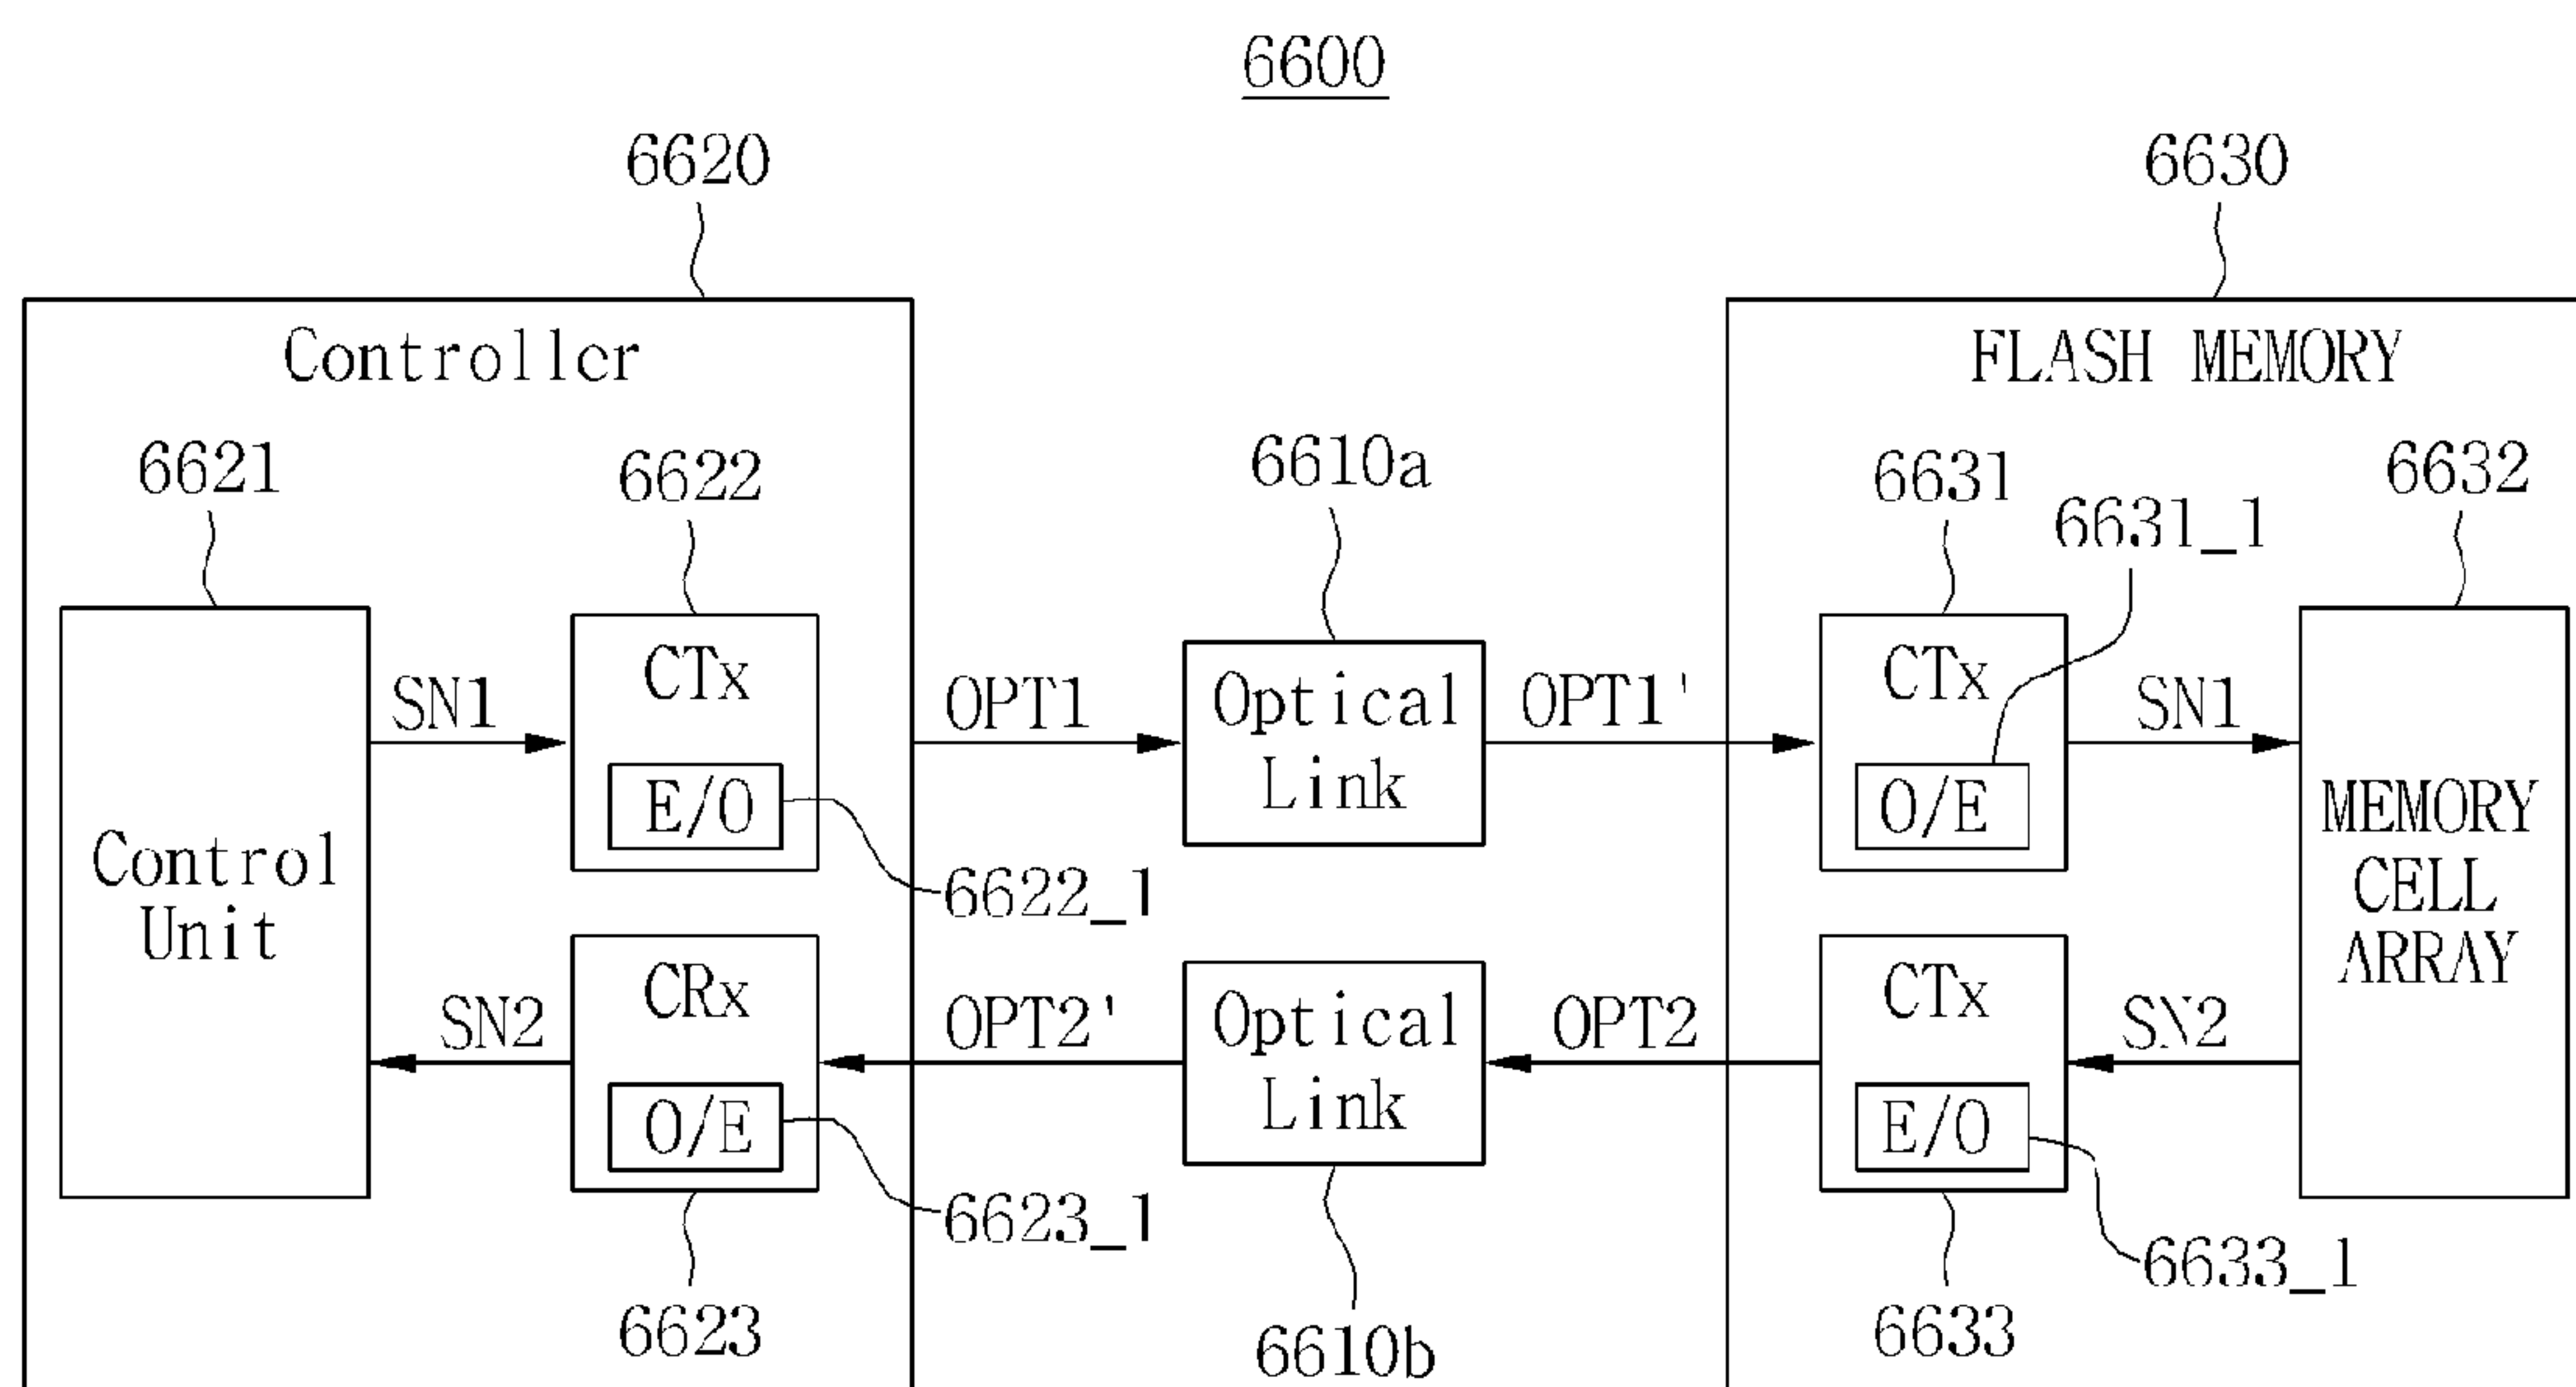 6600
6620
6630
Controller
FLASH MEMORY
6621
6622
6610a
6631
6631_1
6632
CTx
CTx
SN1
OPT1
Optical
Link
OPT1'
SN1
E/O
O/E
Control
Unit
MEMORY
CELL
ARRAY
6622_1
CRx
CTx
SN2
OPT2'
Optical
Link
OPT2
SN2
O/E
E/O
6623_1
6633_1
6623
6610b
6633